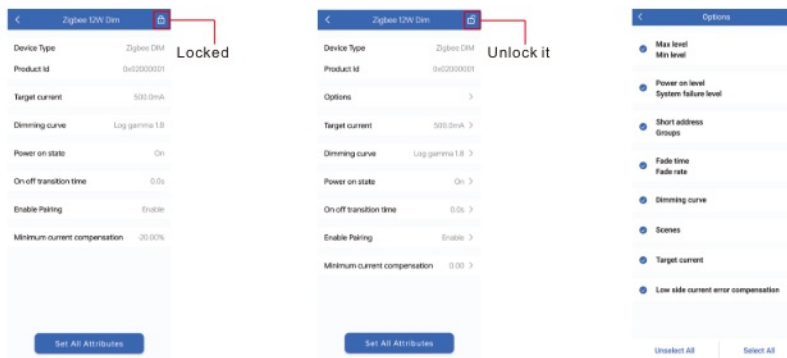 Zigbee 12W Dim
Locked
Device Type Zigbee DIM
Product Id 0x02000001
Target current 500.0mA
Dimming curve Log gamma 1.8
Power on state On
On-off transition time 0.0s
Enable Pairing Enable
Minimum current compensation -20.00%
Set All Attributes
Zigbee 12W Dim
Unlock it
Device Type Zigbee DIM
Product Id 0x02000001
Options
Target current 500.0mA
Dimming curve Log gamma 1.8
Power on state On
On-off transition time 0.0s
Enable Pairing Enable
Minimum current compensation 0.00
Set All Attributes
Options
Max level
Min level
Power on level
System failure level
Short address
Groups
Fade time
Fade rate
Dimming curve
Scenes
Target current
Low side current error compensation
Unselect All Select All